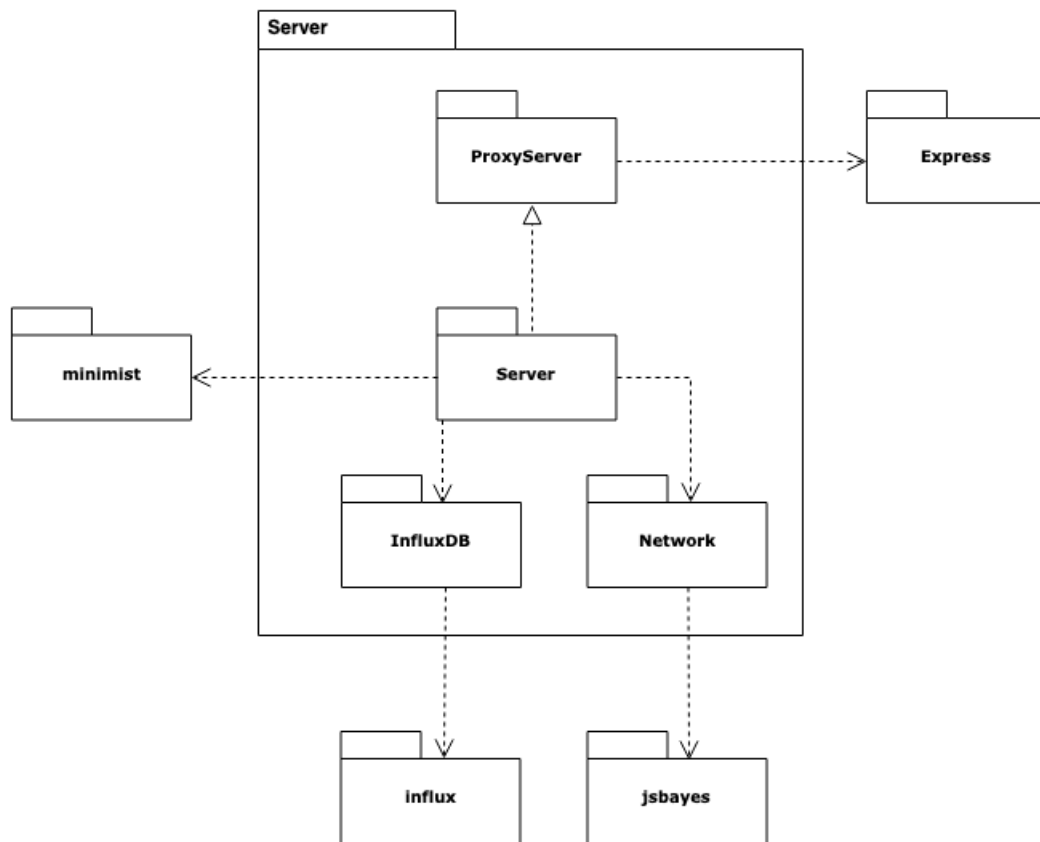 Server
ProxyServer
Express
minimist
Server
InfluxDB
Network
influx
jsbayes